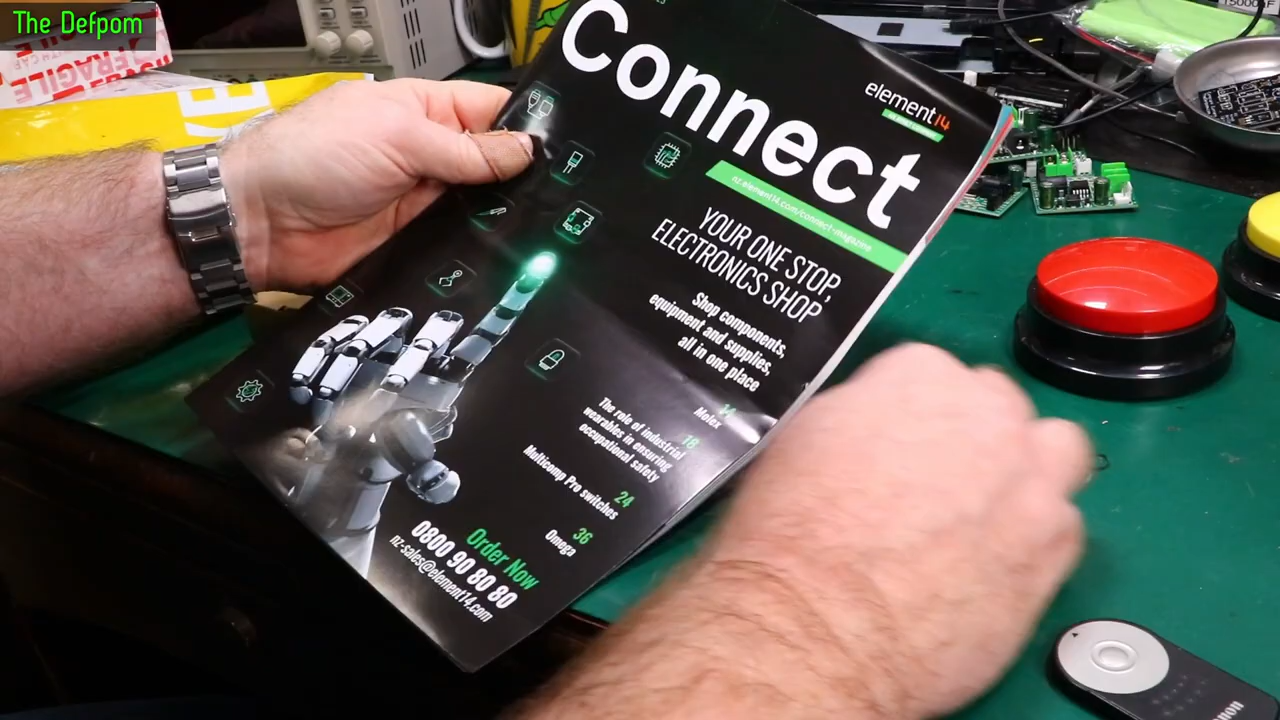 The Defpom
FRAGILE
Connect
element14
nz.element14.com/connect-magazine
YOUR ONE STOP,
ELECTRONICS SHOP
Shop components,
equipment and supplies,
all in one place
14
Molex
18
The role of industrial
wearables in ensuring
occupational safety
24
Multicomp Pro switches
36
Omega
Order Now
0800 90 80 80
nz-sales@element14.com